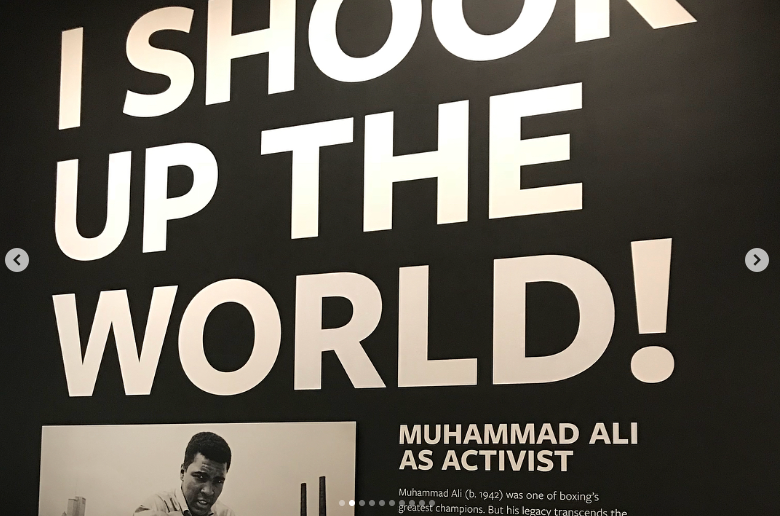 I SHOOK
UP THE
WORLD!
MUHAMMAD ALI
AS ACTIVIST
Muhammad Ali (b. 1942) was one of boxing's
greatest champions. But his legacy transcends the